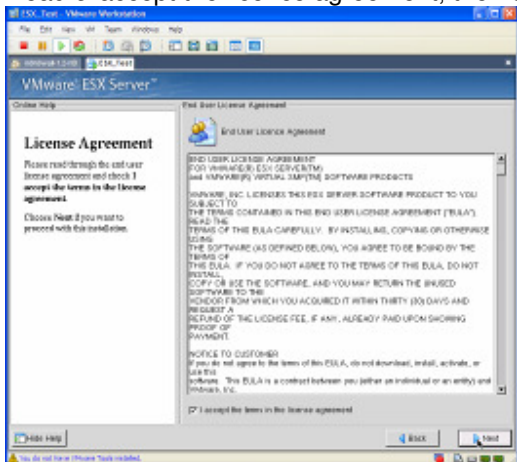 ESX_Test - VMware Workstation
File Edit View VM Team Windows Help
ESX_Test
VMware ESX Server™
Online Help
End User License Agreement
License Agreement
Please read through the end user
license agreement and check I
accept the terms in the license
agreement.
Choose Next if you want to
proceed with this installation.
End User License Agreement
END USER LICENSE AGREEMENT
FOR VMWARE(R) ESX SERVER(TM)
and VMWARE(R) VIRTUAL SMP(TM) SOFTWARE PRODUCTS
VMWARE, INC. LICENSES THIS ESX SERVER SOFTWARE PRODUCT TO YOU
SUBJECT TO
THE TERMS CONTAINED IN THIS END USER LICENSE AGREEMENT ("EULA").
READ THE
TERMS OF THIS EULA CAREFULLY. BY INSTALLING, COPYING OR OTHERWISE
USING
THE SOFTWARE (AS DEFINED BELOW), YOU AGREE TO BE BOUND BY THE
TERMS OF
THIS EULA. IF YOU DO NOT AGREE TO THE TERMS OF THIS EULA, DO NOT
INSTALL,
COPY OR USE THE SOFTWARE, AND YOU MAY RETURN THE UNUSED
SOFTWARE TO THE
VENDOR FROM WHICH YOU ACQUIRED IT WITHIN THIRTY (30) DAYS AND
REQUEST A
REFUND OF THE LICENSE FEE, IF ANY, ALREADY PAID UPON SHOWING
PROOF OF
PAYMENT.
NOTICE TO CUSTOMER
If you do not agree to the terms of this EULA, do not download, install, activate, or
use this
software. This EULA is a contract between you (either an individual or an entity) and
VMware, Inc.
I accept the terms in the license agreement
Hide Help
Back
Next
You do not have VMware Tools installed.